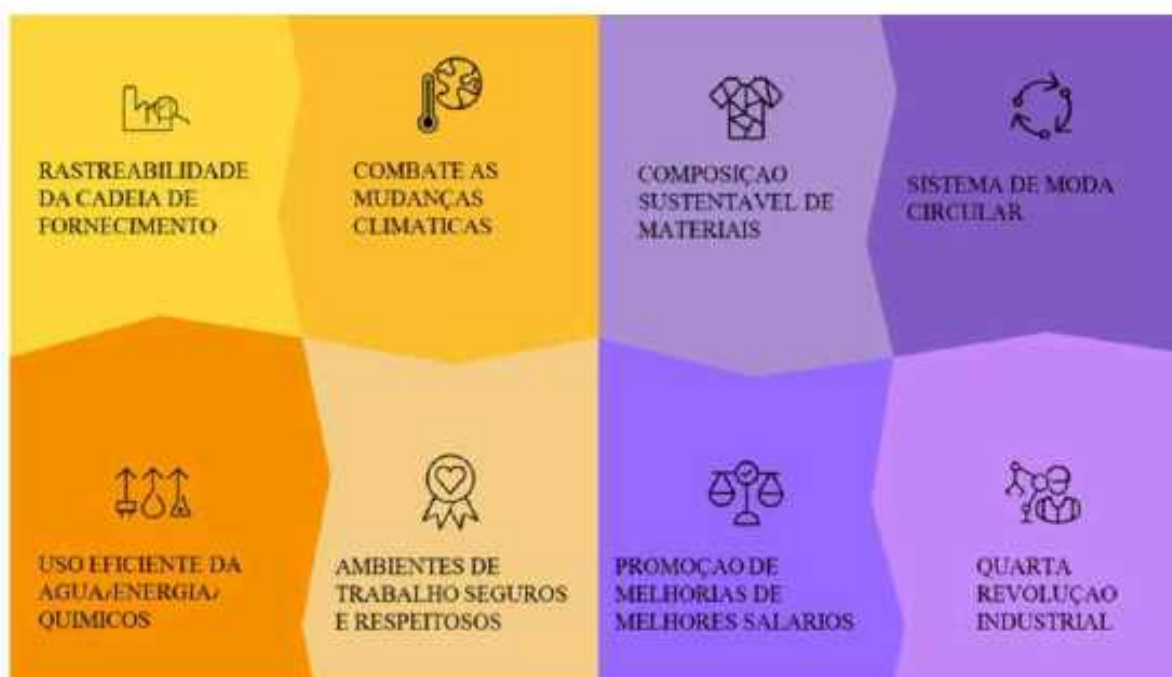 RASTREABILIDADE
DA CADEIA DE
FORNECIMENTO
COMBATE AS
MUDANÇAS
CLIMATICAS
COMPOSIÇAO
SUSTENTAVEL DE
MATERIAIS
SISTEMA DE MODA
CIRCULAR
USO EFICIENTE DA
AGUA/ENERGIA/
QUIMICOS
AMBIENTES DE
TRABALHO SEGUROS
E RESPEITOSOS
PROMOÇAO DE
MELHORIAS DE
MELHORES SALARIOS
QUARTA
REVOLUÇAO
INDUSTRIAL